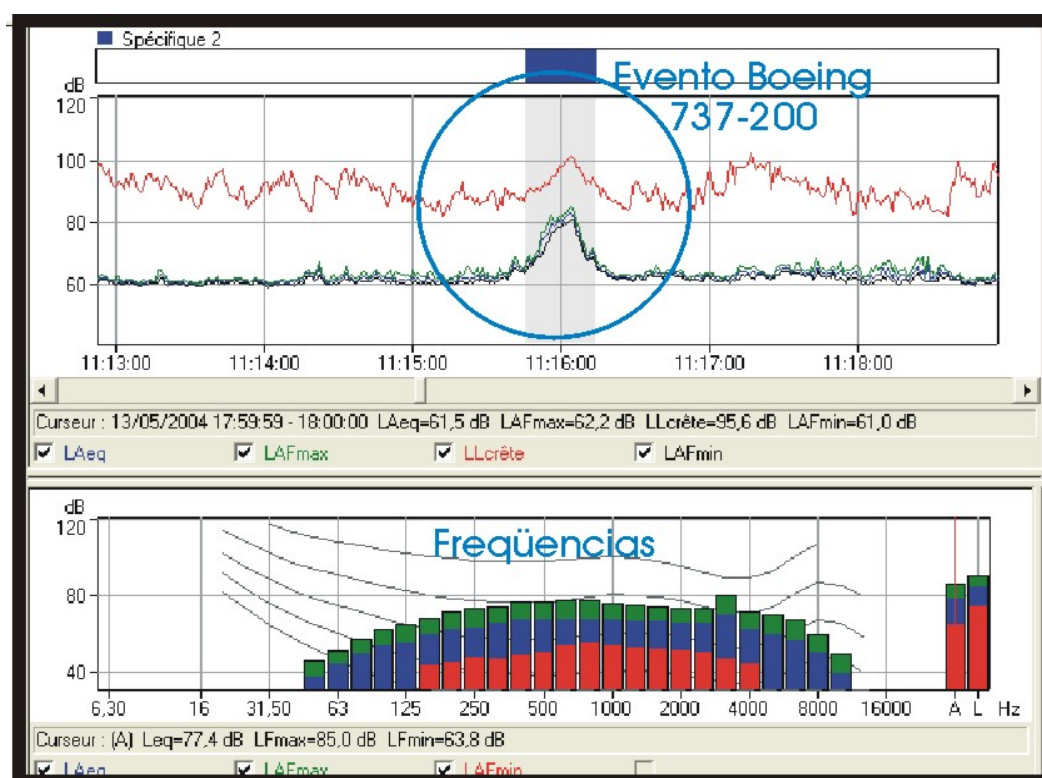 Spécifique 2
Evento Boeing
737-200
dB
120
100
80
60
11:13:00 11:14:00 11:15:00 11:16:00 11:17:00 11:18:00
Curseur : 13/05/2004 17:59:59 - 18:00:00 LAeq=61,5 dB LAFmax=62,2 dB LLcrête=95,6 dB LAFmin=61,0 dB
LAeq LAFmax LLcrête LAFmin
dB
120
Freqüencias
80
40
6,30 16 31,50 63 125 250 500 1000 2000 4000 8000 16000 A L Hz
Curseur : (A) Leq=77,4 dB LFmax=85,0 dB LFmin=63,8 dB
LAeq LAFmax LAFmin